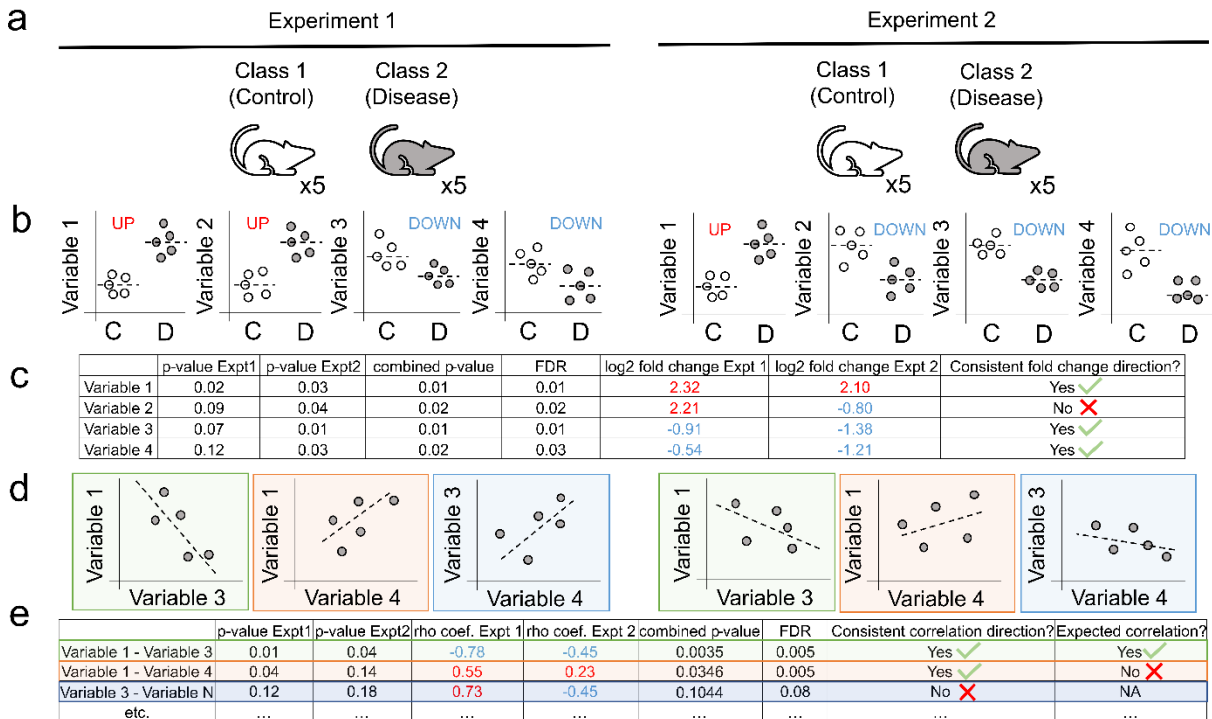 a
Experiment 1 Experiment 2
Class 1 Class 2 Class 1 Class 2
(Control) (Disease) (Control) (Disease)
x5 x5 x5 x5
b
Variable 1 UP Variable 2 UP Variable 3 DOWN Variable 4 DOWN Variable 1 UP Variable 2 DOWN Variable 3 DOWN Variable 4 DOWN
C D C D C D C D C D C D C D C D
c
p-value Expt1 p-value Expt2 combined p-value FDR log2 fold change Expt 1 log2 fold change Expt 2 Consistent fold change direction?
Variable 1 0.02 0.03 0.01 0.01 2.32 2.10 Yes
Variable 2 0.09 0.04 0.02 0.02 2.21 -0.80 No
Variable 3 0.07 0.01 0.01 0.01 -0.91 -1.38 Yes
Variable 4 0.12 0.03 0.02 0.03 -0.54 -1.21 Yes
d
Variable 1 Variable 1 Variable 3 Variable 1 Variable 1 Variable 3
Variable 3 Variable 4 Variable 4 Variable 3 Variable 4 Variable 4
e
p-value Expt1 p-value Expt2 rho coef. Expt 1 rho coef. Expt 2 combined p-value FDR Consistent correlation direction? Expected correlation?
Variable 1 - Variable 3 0.01 0.04 -0.78 -0.45 0.0035 0.005 Yes Yes
Variable 1 - Variable 4 0.04 0.14 0.55 0.23 0.0346 0.005 Yes No
Variable 3 - Variable N 0.12 0.18 0.73 -0.45 0.1044 0.08 No NA
etc. ... ... ... ... ... ... ... ...